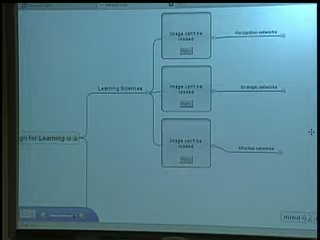 Image can't be
loaded
Recognition networks
Learning Sciences
Image can't be
loaded
Strategic networks
gn for Learning
Image can't be
loaded
Affective networks
mind42